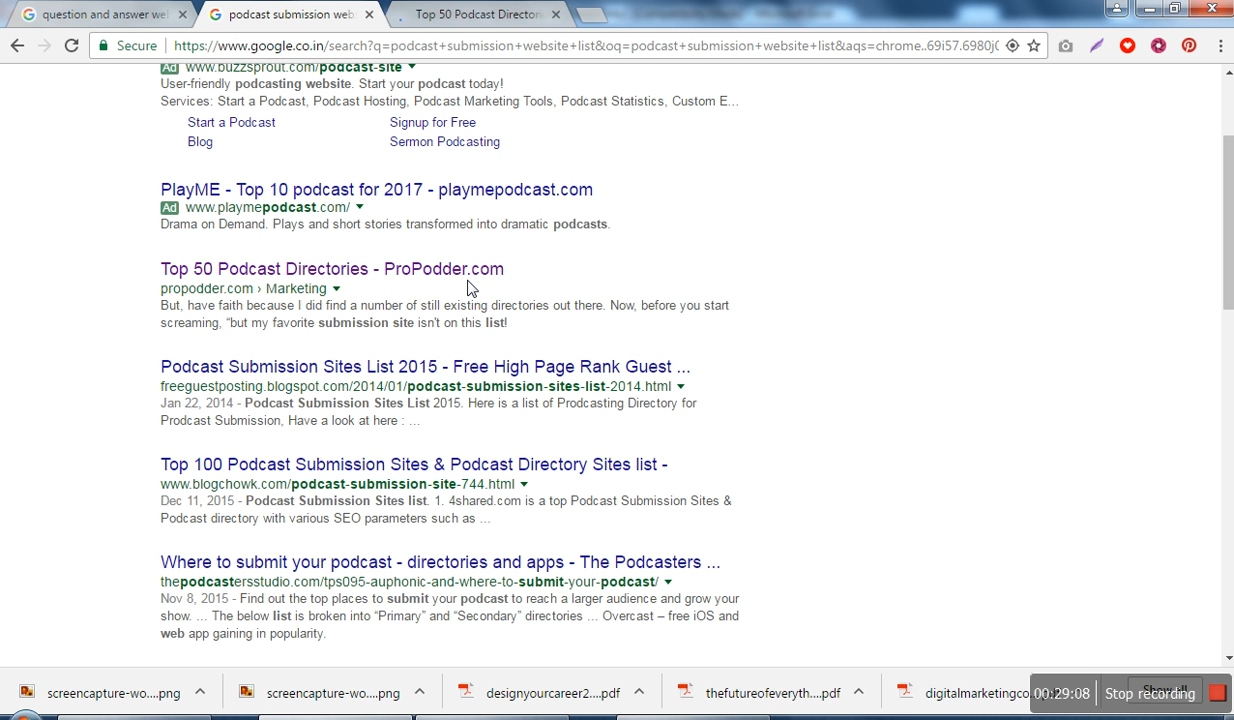 question and answer we
podcast submission web
Top 50 Podcast Director
Secure
https://www.google.co.in/search?q=podcast+submission+website+list&oq=podcast+submission+website+list&aqs=chrome..69i57.6980j0
Ad www.buzzsprout.com/podcast-site
User-friendly podcasting website. Start your podcast today!
Services: Start a Podcast, Podcast Hosting, Podcast Marketing Tools, Podcast Statistics, Custom E...
Start a Podcast
Signup for Free
Blog
Sermon Podcasting
PlayME - Top 10 podcast for 2017 - playmepodcast.com
Ad www.playmepodcast.com/
Drama on Demand. Plays and short stories transformed into dramatic podcasts.
Top 50 Podcast Directories - ProPodder.com
propodder.com › Marketing
But, have faith because I did find a number of still existing directories out there. Now, before you start
screaming, “but my favorite submission site isn't on this list!
Podcast Submission Sites List 2015 - Free High Page Rank Guest ...
freeguestposting.blogspot.com/2014/01/podcast-submission-sites-list-2014.html
Jan 22, 2014 - Podcast Submission Sites List 2015. Here is a list of Prodcasting Directory for
Prodcast Submission, Have a look at here : ...
Top 100 Podcast Submission Sites & Podcast Directory Sites list -
www.blogchowk.com/podcast-submission-site-744.html
Dec 11, 2015 - Podcast Submission Sites list. 1. 4shared.com is a top Podcast Submission Sites &
Podcast directory with various SEO parameters such as ...
Where to submit your podcast - directories and apps - The Podcasters ...
thepodcastersstudio.com/tps095-auphonic-and-where-to-submit-your-podcast/
Nov 8, 2015 - Find out the top places to submit your podcast to reach a larger audience and grow your
show. ... The below list is broken into “Primary” and “Secondary” directories ... Overcast – free iOS and
web app gaining in popularity.
screencapture-wo....png
screencapture-wo....png
designyourcareer2....pdf
thefutureofeveryth....pdf
digitalmarketingco
00:29:08
Show all
Stop recording